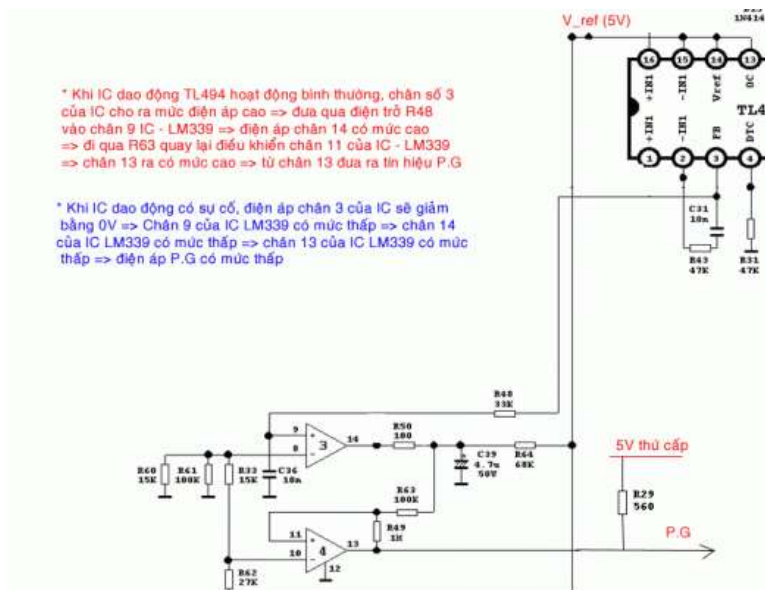 1N414
V_ref (5V)
16 15 14 13
+IN1 -IN1 Vref OC
* Khi IC dao động TL494 hoạt động bình thường, chân số 3
của IC cho ra mức điện áp cao => đưa qua điện trở R48
vào chân 9 IC - LM339 => điện áp chân 14 có mức cao
=> đi qua R63 quay lại điều khiển chân 11 của IC - LM339
=> chân 13 ra có mức cao => từ chân 13 đưa ra tín hiệu P.G
TL4
+IN1 -IN1 FB DTC
1 2 3 4
* Khi IC dao động có sự cố, điện áp chân 3 của IC sẽ giảm
bằng 0V => Chân 9 của IC LM339 có mức thấp => chân 14
của IC LM339 có mức thấp => chân 13 của IC LM339 có mức
thấp => điện áp P.G có mức thấp
C31
10n
R43
47K
R31
47K
R48
33K
9
8
3
14
R50
100
R60
15K
R61
100K
R33
15K
C36
10n
C39
4.7u
50V
R64
68K
5V thứ cấp
R63
100K
R49
1M
R29
560
11
10
4
13
12
P.G
R62
27K